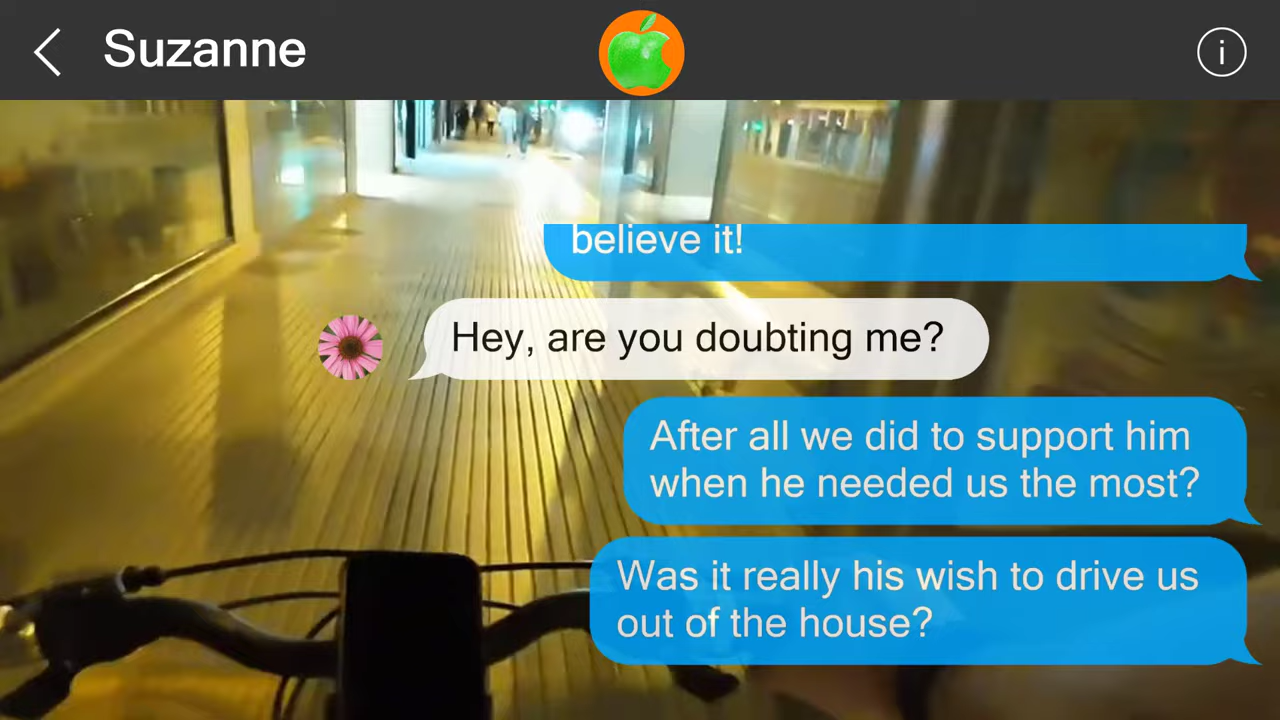 Suzanne
believe it!
Hey, are you doubting me?
After all we did to support him
when he needed us the most?
Was it really his wish to drive us
out of the house?